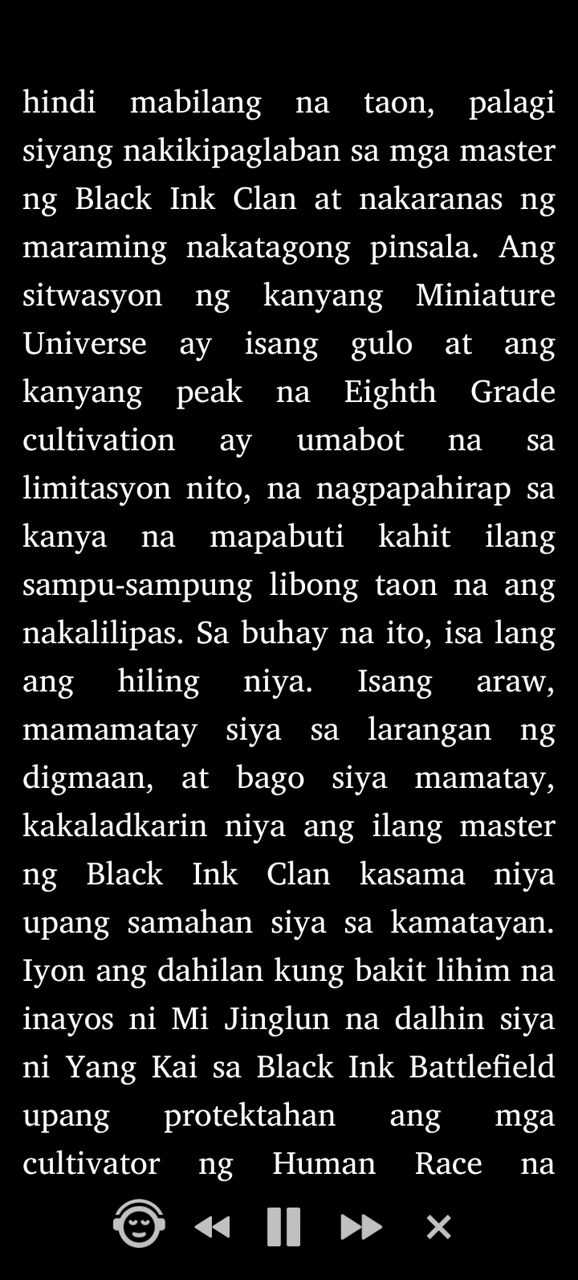 hindi mabilang na taon, palagi
siyang nakikipaglaban sa mga master
ng Black Ink Clan at nakaranas ng
maraming nakatagong pinsala. Ang
sitwasyon ng kanyang Miniature
Universe ay isang gulo at ang
kanyang peak na Eighth Grade
cultivation ay umabot na sa
limitasyon nito, na nagpapahirap sa
kanya na mapabuti kahit ilang
sampu-sampung libong taon na ang
nakalilipas. Sa buhay na ito, isa lang
ang hiling niya. Isang araw,
mamamatay siya sa larangan ng
digmaan, at bago siya mamatay,
kakaladkarin niya ang ilang master
ng Black Ink Clan kasama niya
upang samahan siya sa kamatayan.
Iyon ang dahilan kung bakit lihim na
inayos ni Mi Jinglun na dalhin siya
ni Yang Kai sa Black Ink Battlefield
upang protektahan ang mga
cultivator ng Human Race na